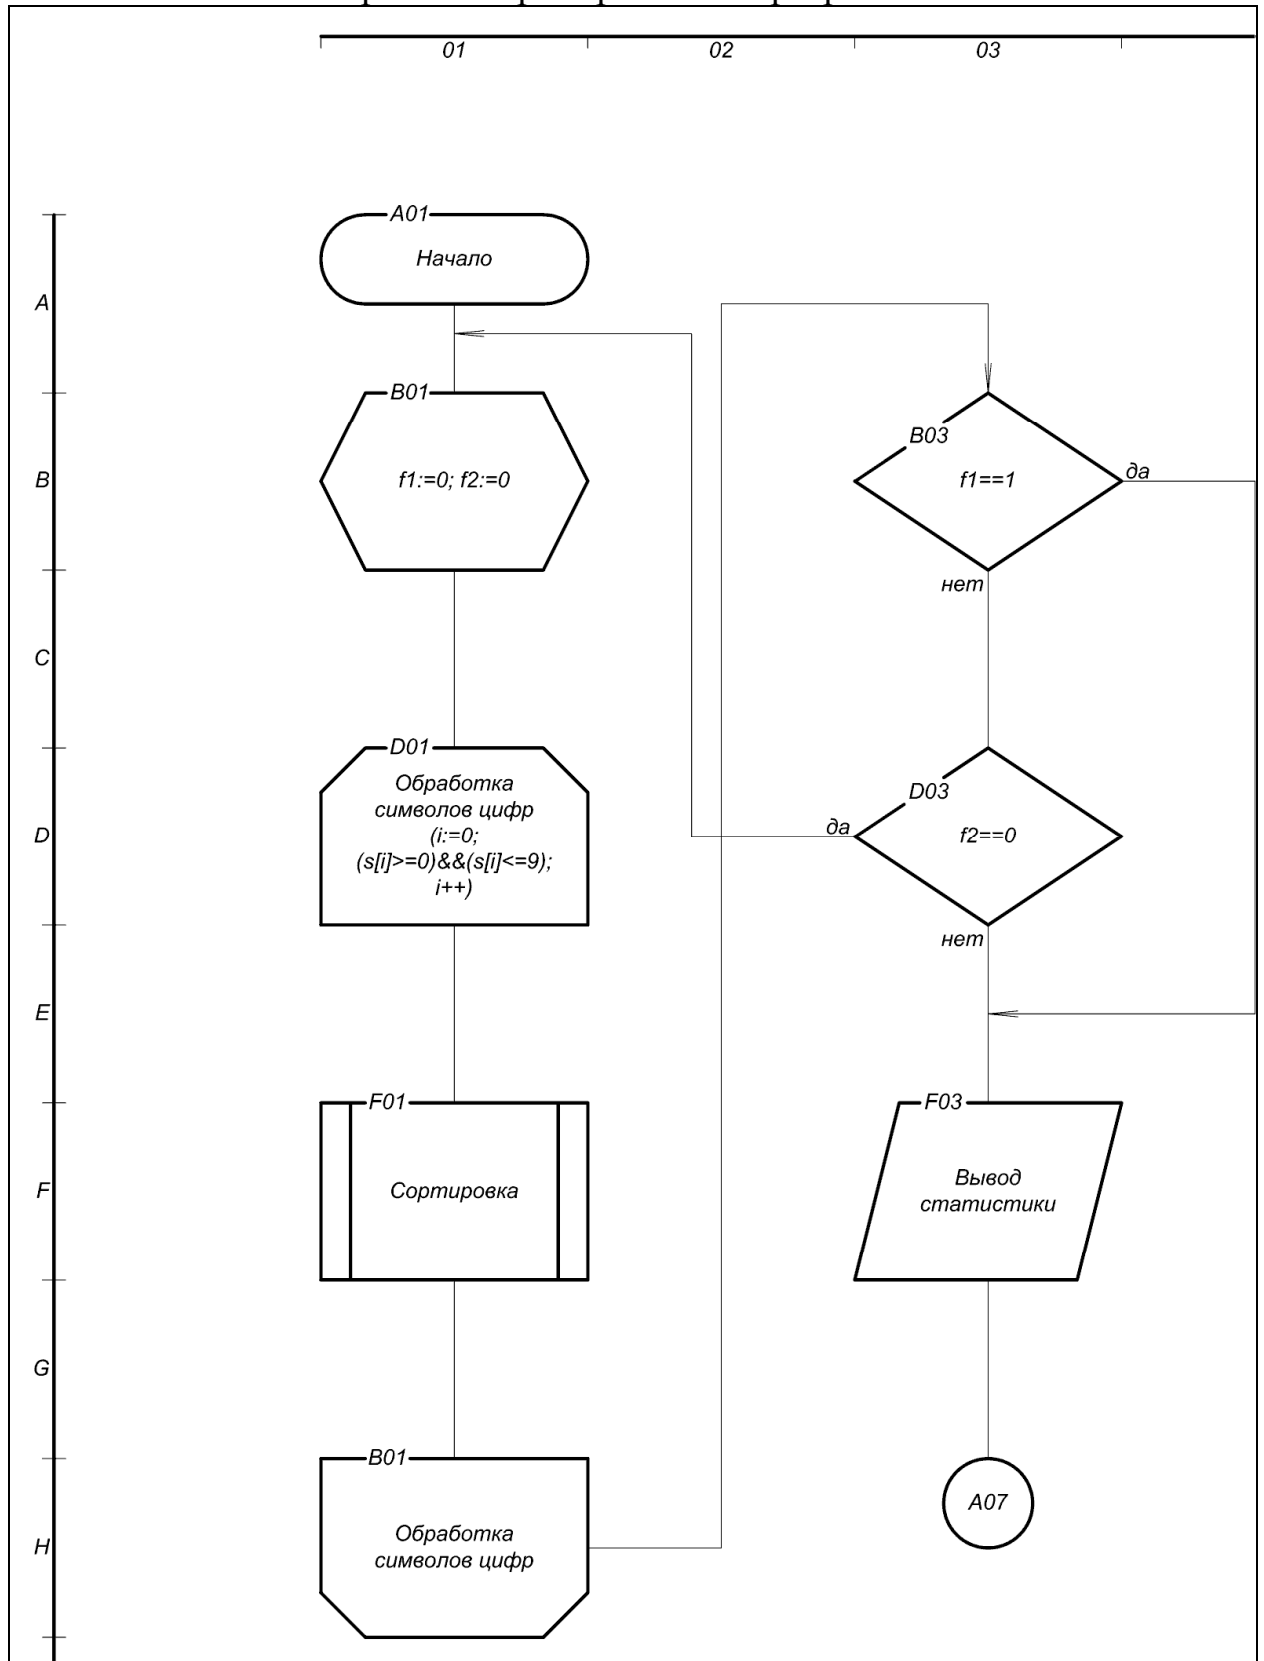 01
02
03
A01
Начало
A
B01
f1:=0; f2:=0
B03
f1==1
да
B
нет
C
D01
Обработка
символов цифр
(i:=0;
(s[i]>=0)&&(s[i]<=9);
i++)
D03
f2==0
да
D
нет
E
F01
Сортировка
F03
Вывод
статистики
F
G
B01
Обработка
символов цифр
A07
H